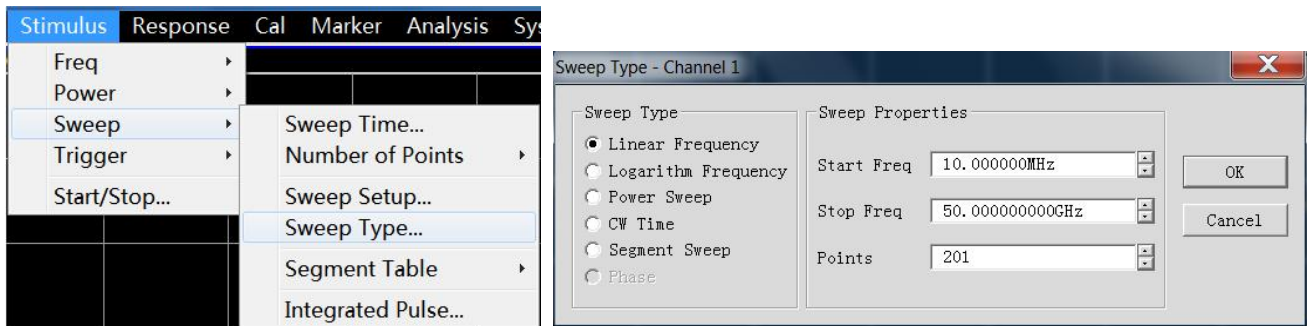 Stimulus Response Cal Marker Analysis Sys
Freq
Power
Sweep
Trigger
Start/Stop...
Sweep Time...
Number of Points
Sweep Setup...
Sweep Type...
Segment Table
Integrated Pulse...
Sweep Type - Channel 1
X
Sweep Type
Linear Frequency
Logarithm Frequency
Power Sweep
CW Time
Segment Sweep
Phase
Sweep Properties
Start Freq 10.000000MHz
Stop Freq 50.000000000GHz
Points 201
OK
Cancel